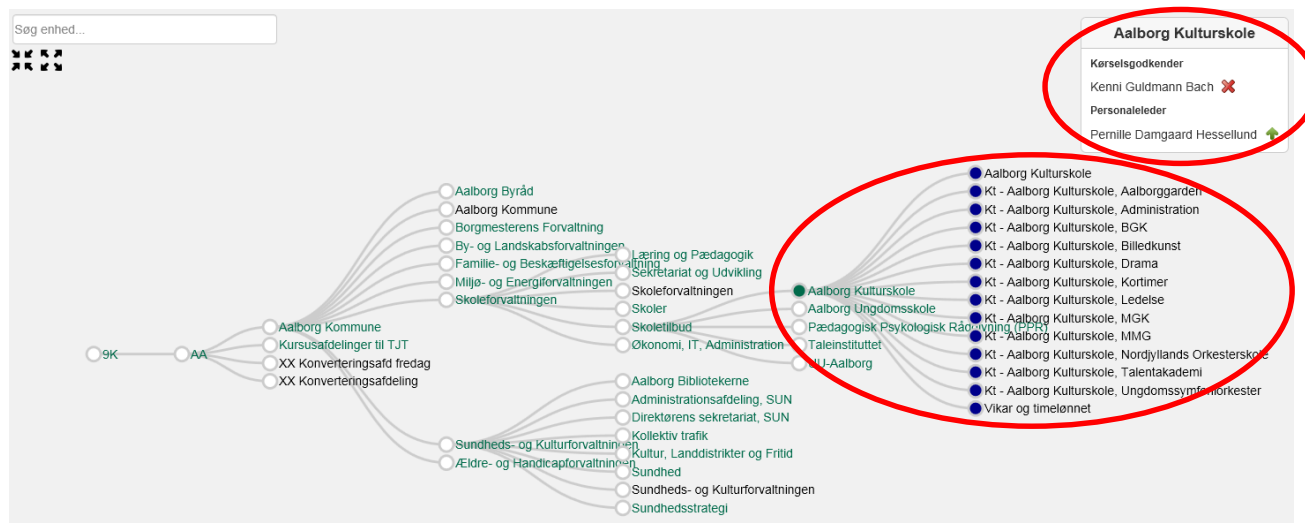 Søg enhed...
Aalborg Kulturskole
Kørselsgodkender
Kenni Guldmann Bach
Personaleleder
Pernille Damgaard Hessellund
9K
AA
Aalborg Kommune
Kursusafdelinger til TJT
XX Konverteringsafd fredag
XX Konverteringsafdeling
Aalborg Byråd
Aalborg Kommune
Borgmesterens Forvaltning
By- og Landskabsforvaltningen
Familie- og Beskæftigelsesforvaltning
Miljø- og Energiforvaltningen
Skoleforvaltningen
Sundheds- og Kulturforvaltningen
Ældre- og Handicapforvaltningen
Læring og Pædagogik
Sekretariat og Udvikling
Skoleforvaltningen
Skoler
Skoletilbud
Økonomi, IT, Administration
Aalborg Bibliotekerne
Administrationsafdeling, SUN
Direktørens sekretariat, SUN
Kollektiv trafik
Kultur, Landdistrikter og Fritid
Sundhed
Sundheds- og Kulturforvaltningen
Sundhedsstrategi
Aalborg Kulturskole
Aalborg Ungdomsskole
Pædagogisk Psykologisk Rådgivning (PPR)
Taleinstituttet
UU-Aalborg
Aalborg Kulturskole
Kt - Aalborg Kulturskole, Aalborggarden
Kt - Aalborg Kulturskole, Administration
Kt - Aalborg Kulturskole, BGK
Kt - Aalborg Kulturskole, Billedkunst
Kt - Aalborg Kulturskole, Drama
Kt - Aalborg Kulturskole, Kortimer
Kt - Aalborg Kulturskole, Ledelse
Kt - Aalborg Kulturskole, MGK
Kt - Aalborg Kulturskole, MMG
Kt - Aalborg Kulturskole, Nordjyllands Orkesterskole
Kt - Aalborg Kulturskole, Talentakademi
Kt - Aalborg Kulturskole, Ungdomssymfoniorkester
Vikar og timelønnet